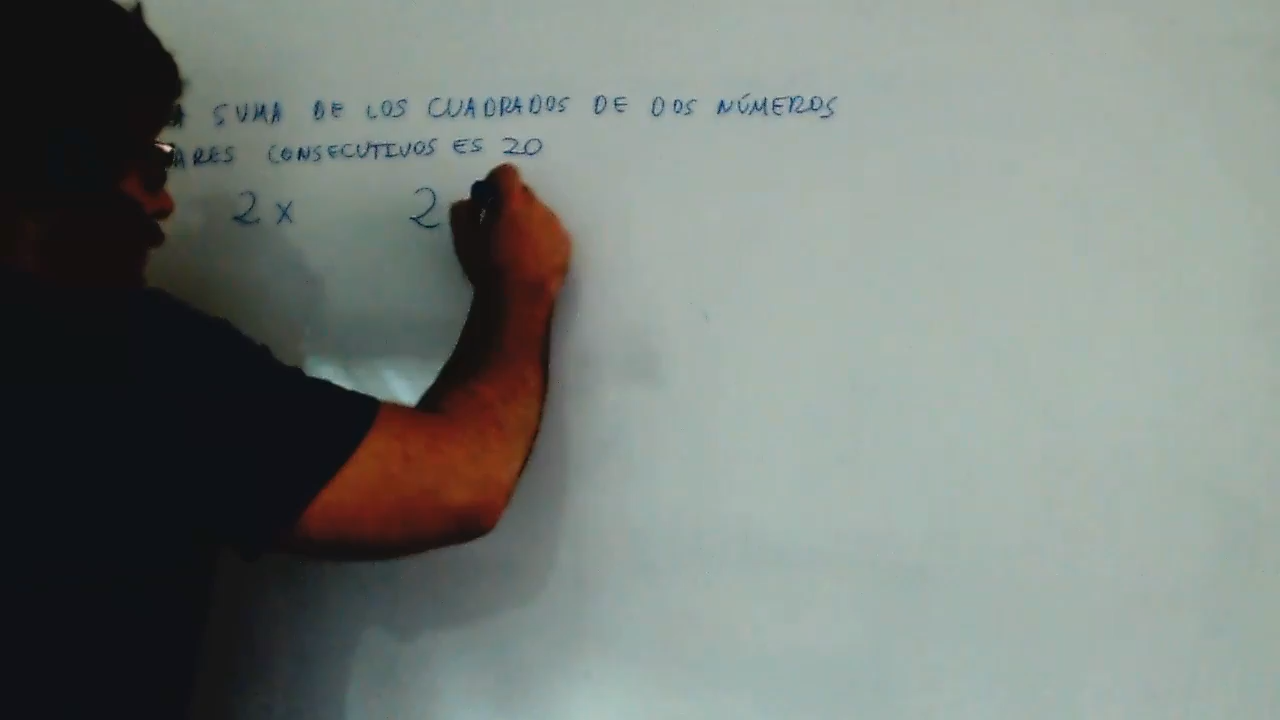 SUMA DE LOS CUADRADOS DE DOS NÚMEROS
ARES CONSECUTIVOS ES 20
2x 2